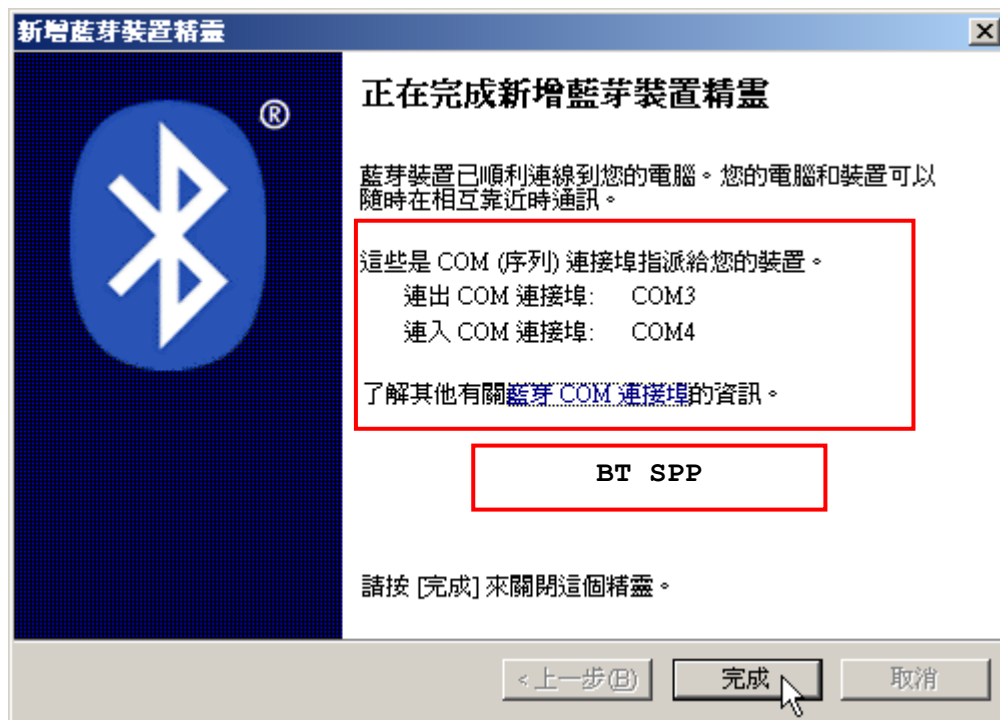 新增藍芽裝置精靈
®
正在完成新增藍芽裝置精靈
藍芽裝置已順利連線到您的電腦。您的電腦和裝置可以
隨時在相互靠近時通訊。
這些是 COM (序列) 連接埠指派給您的裝置。
連出 COM 連接埠: COM3
連入 COM 連接埠: COM4
了解其他有關藍芽 COM 連接埠的資訊。
BT SPP
請按 [完成] 來關閉這個精靈。
< 上一步(B) 完成 取消